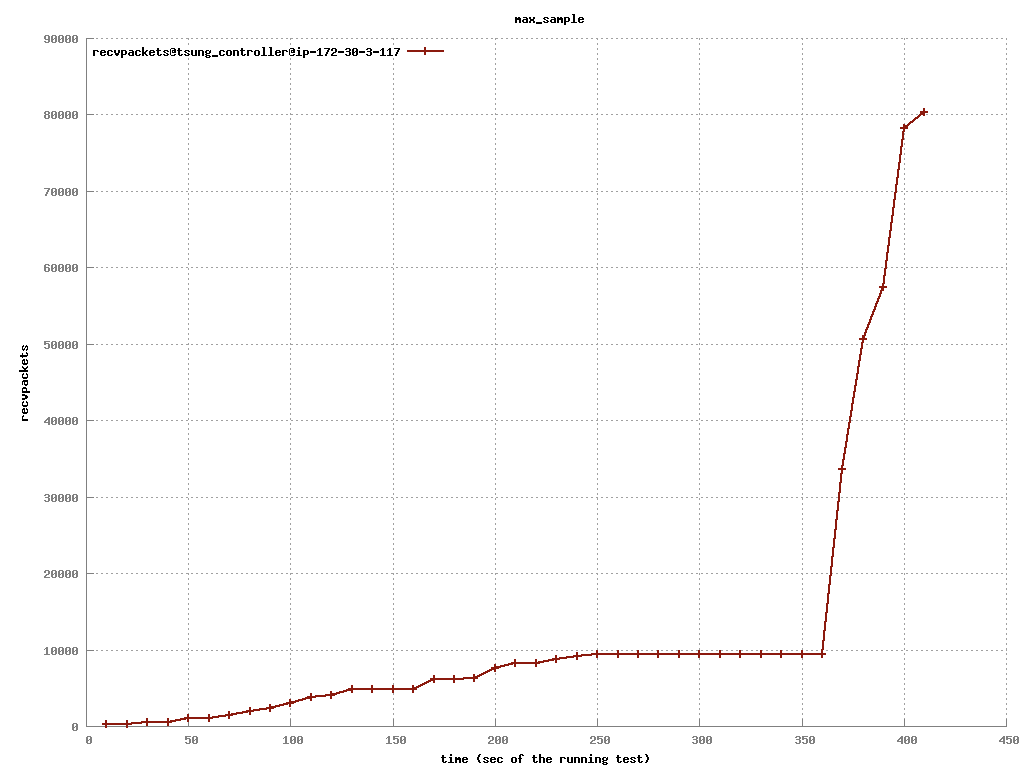 max_sample
90000
recvpackets@tsung_controller@ip-172-30-3-117
80000
70000
60000
50000
40000
30000
20000
10000
0
recvpackets
0 50 100 150 200 250 300 350 400 450
time (sec of the running test)